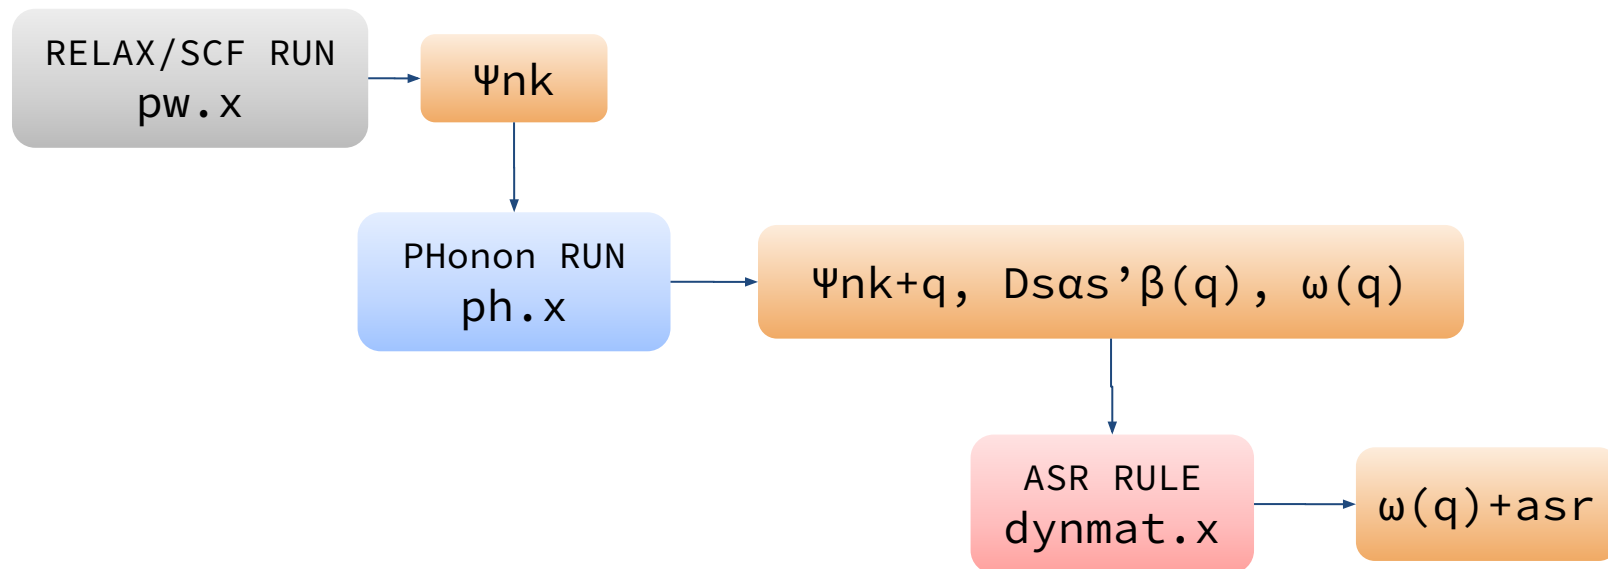 RELAX/SCF RUN
pw.x
Ψnk
PHonon RUN
ph.x
Ψnk+q, Dsαs’β(q), ω(q)
ASR RULE
dynmat.x
ω(q)+asr